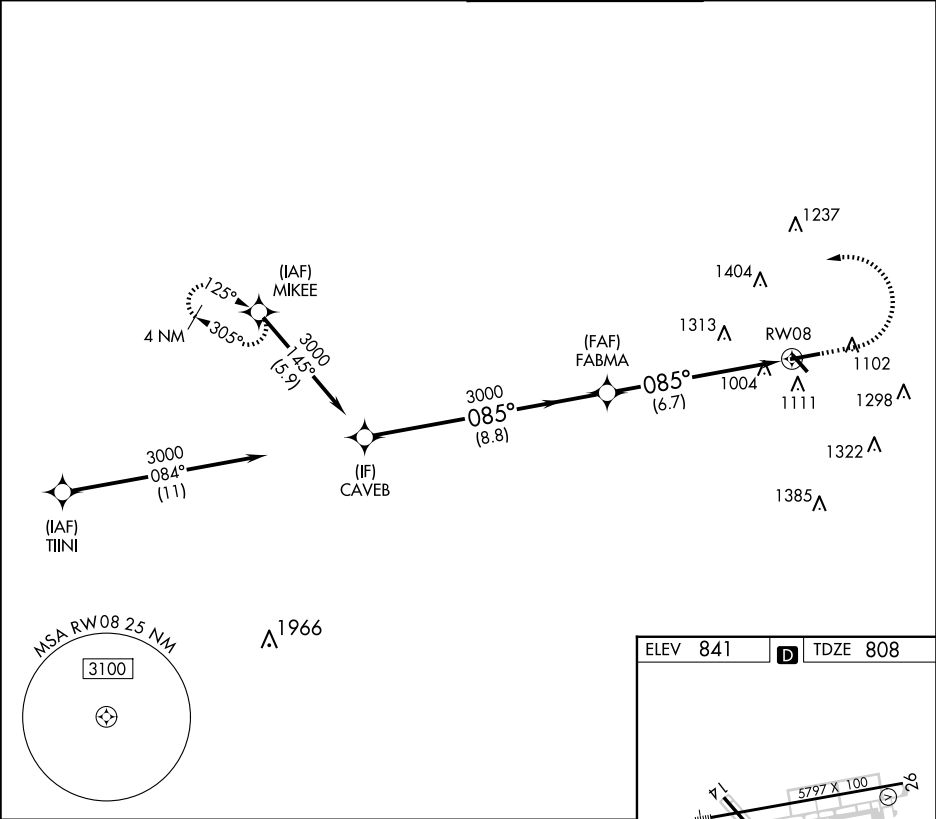 1237
1404
(IAF)
MIKEE
125°
305°
4 NM
3000
145°
(5.9)
1313
RW08
(FAF)
FABMA
1004
1102
1111
1298
3000
085°
(8.8)
085°
(6.7)
1322
1385
(IF)
CAVEB
3000
084°
(11)
(IAF)
TIINI
1966
MSA RW08 25 NM
3100
ELEV 841
D
TDZE 808
14
5797 X 100
V
26